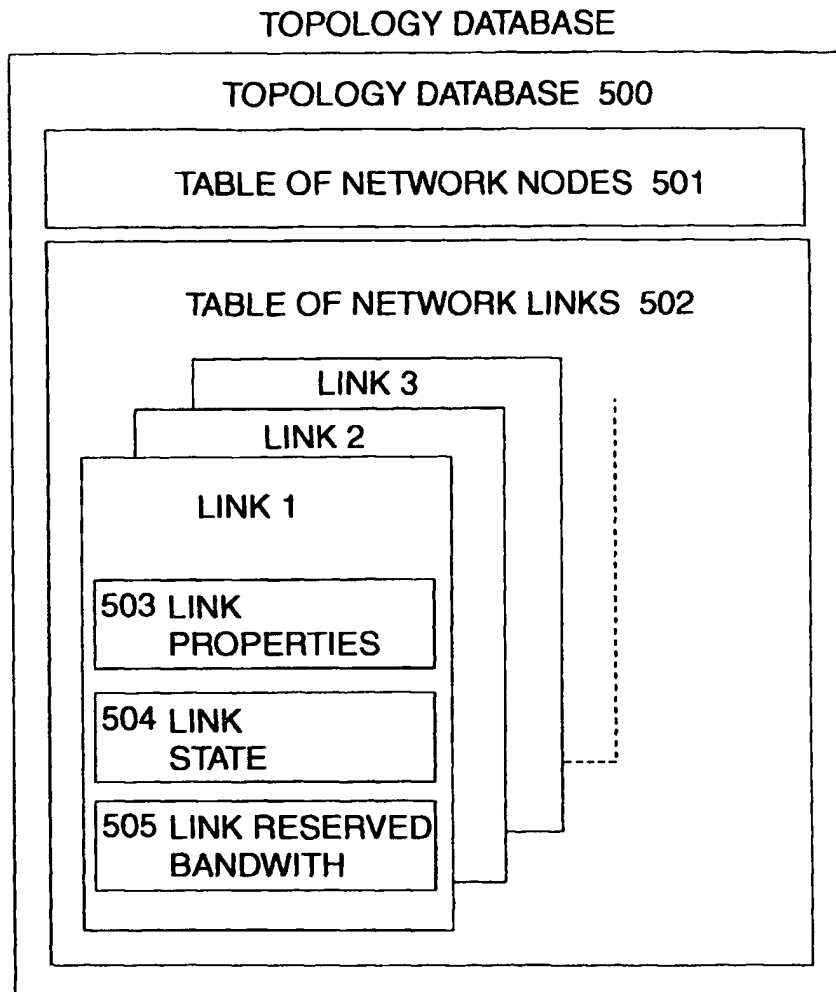 TOPOLOGY DATABASE
TOPOLOGY DATABASE 500
TABLE OF NETWORK NODES 501
TABLE OF NETWORK LINKS 502
LINK 3
LINK 2
LINK 1
503 LINK
PROPERTIES
504 LINK
STATE
505 LINK RESERVED
BANDWITH